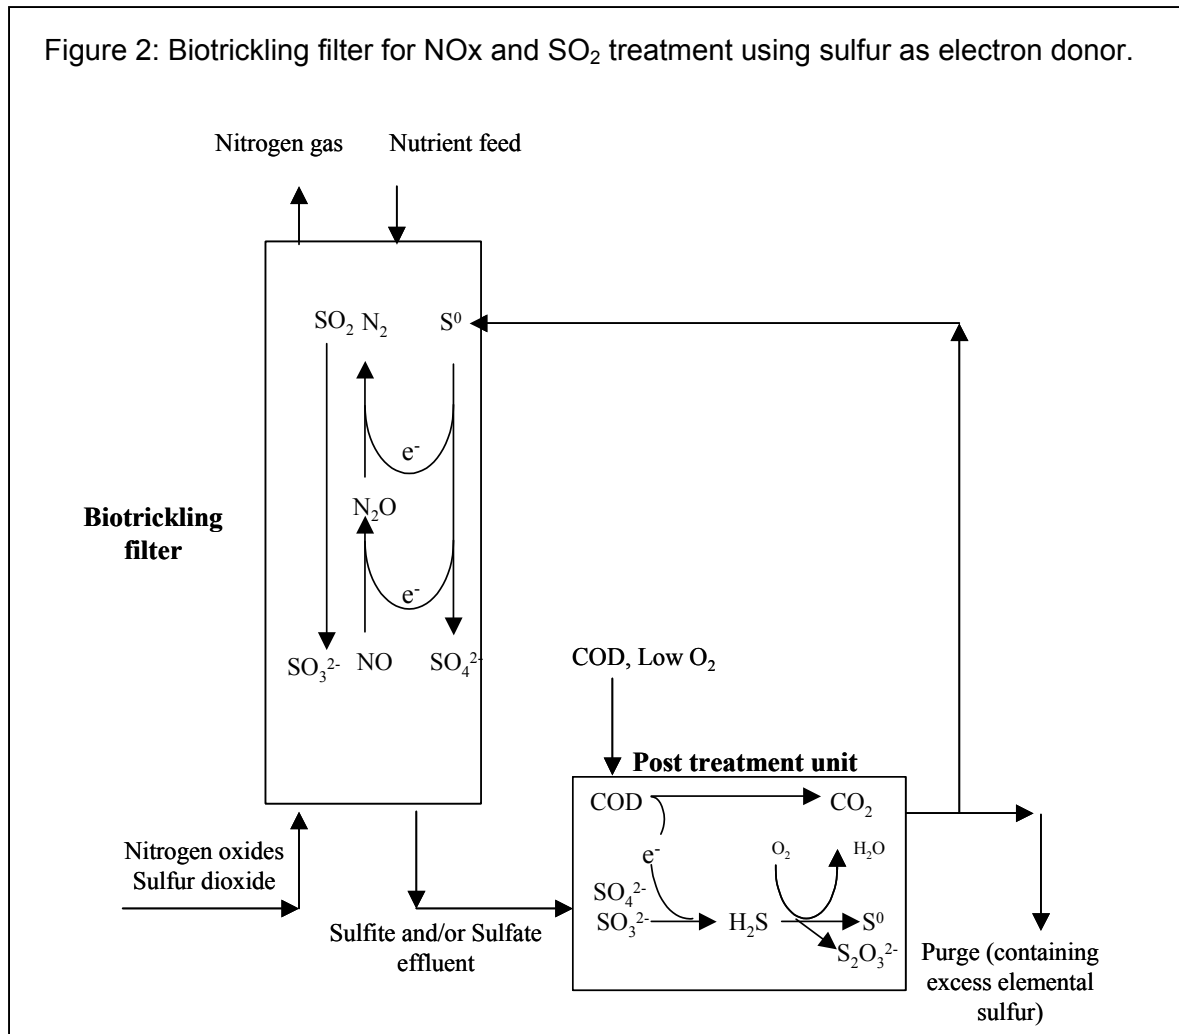 Figure 2: Biotrickling filter for NOx and SO₂ treatment using sulfur as electron donor.
Nitrogen gas
Nutrient feed
SO₂ N₂
S⁰
e⁻
N₂O
Biotrickling
filter
e⁻
SO₃²⁻ NO SO₄²⁻
COD, Low O₂
Post treatment unit
COD
CO₂
Nitrogen oxides
Sulfur dioxide
e⁻
O₂
H₂O
SO₄²⁻
SO₃²⁻
H₂S
S⁰
S₂O₃²⁻
Sulfite and/or Sulfate
effluent
Purge (containing
excess elemental
sulfur)